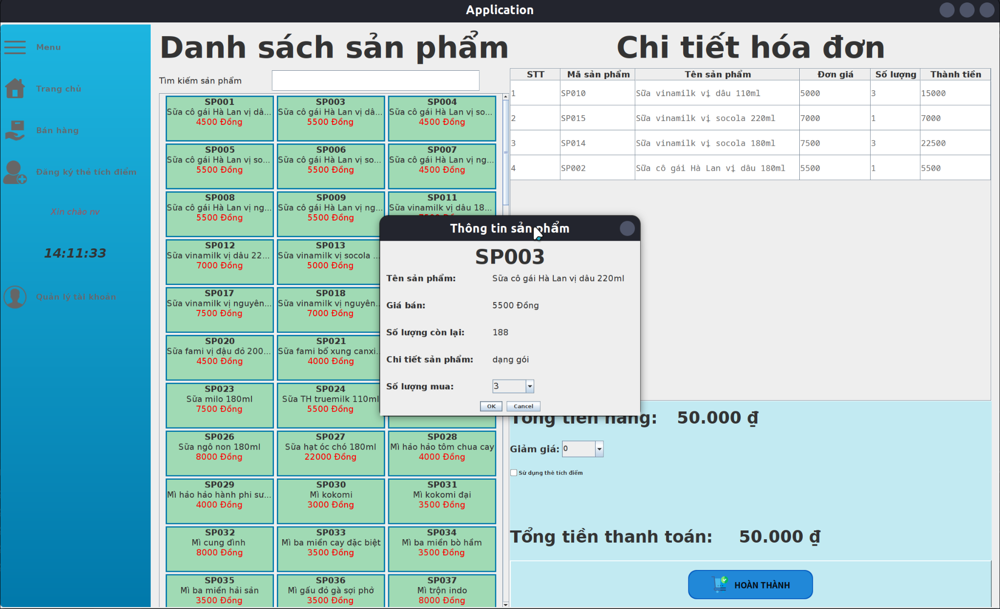 Application
Menu
Trang chủ
Bán hàng
Đăng ký thẻ tích điểm
Xin chào nv
14:11:33
Quản lý tài khoản
Danh sách sản phẩm
Tìm kiếm sản phẩm
SP001
Sữa cô gái Hà Lan vị dâ...
4500 Đồng
SP003
Sữa cô gái Hà Lan vị dâ...
5500 Đồng
SP004
Sữa cô gái Hà Lan vị so...
4500 Đồng
SP005
Sữa cô gái Hà Lan vị so...
5500 Đồng
SP006
Sữa cô gái Hà Lan vị so...
5500 Đồng
SP007
Sữa cô gái Hà Lan vị ng...
4500 Đồng
SP008
Sữa cô gái Hà Lan vị ng...
5500 Đồng
SP009
Sữa cô gái Hà Lan vị ng...
5500 Đồng
SP011
Sữa vinamilk vị dâu 18...
SP012
Sữa vinamilk vị dâu 22...
7000 Đồng
SP013
Sữa vinamilk vị socola ...
5000 Đồng
SP017
Sữa vinamilk vị nguyên...
7500 Đồng
SP018
Sữa vinamilk vị nguyên...
7000 Đồng
SP020
Sữa fami vị đậu đỏ 200...
4500 Đồng
SP021
Sữa fami bổ xung canxi...
4000 Đồng
SP023
Sữa milo 180ml
7500 Đồng
SP024
Sữa TH truemilk 110ml
5500 Đồng
SP026
Sữa ngô non 180ml
8000 Đồng
SP027
Sữa hạt óc chó 180ml
22000 Đồng
SP028
Mì hảo hảo tôm chua cay
4000 Đồng
SP029
Mì hảo hảo hành phi sư...
4000 Đồng
SP030
Mì kokomi
3000 Đồng
SP031
Mì kokomi đại
3500 Đồng
SP032
Mì cung đình
8000 Đồng
SP033
Mì ba miền cay đặc biệt
3500 Đồng
SP034
Mì ba miền bò hầm
3500 Đồng
SP035
Mì ba miền hải sản
3500 Đồng
SP036
Mì gấu đỏ gà sợi phở
3500 Đồng
SP037
Mì trộn indo
8000 Đồng
Thông tin sản phẩm
SP003
Tên sản phẩm: Sữa cô gái Hà Lan vị dâu 220ml
Giá bán: 5500 Đồng
Số lượng còn lại: 188
Chi tiết sản phẩm: dạng gói
Số lượng mua: 3
OK Cancel
Chi tiết hóa đơn
STT Mã sản phẩm Tên sản phẩm Đơn giá Số lượng Thành tiền
1 SP010 Sữa vinamilk vị dâu 110ml 5000 3 15000
2 SP015 Sữa vinamilk vị socola 220ml 7000 1 7000
3 SP014 Sữa vinamilk vị socola 180ml 7500 3 22500
4 SP002 Sữa cô gái Hà Lan vị dâu 180ml 5500 1 5500
Tổng tiền hàng: 50.000 ₫
Giảm giá: 0
Sử dụng thẻ tích điểm
Tổng tiền thanh toán: 50.000 ₫
HOÀN THÀNH